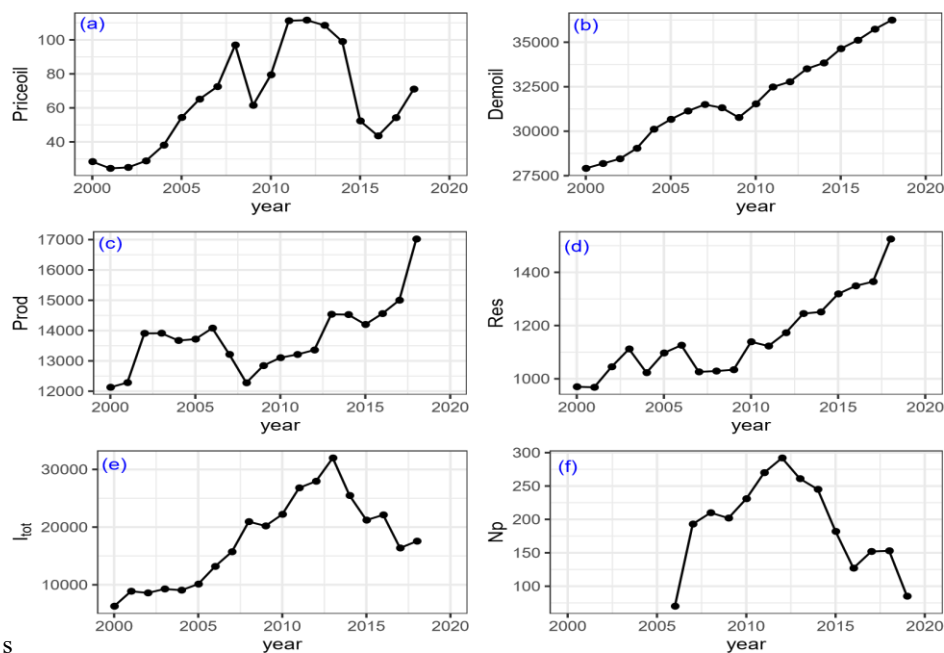 (a)
Priceoil
100
80
60
40
2000 2005 2010 2015 2020
year
(b)
Demoil
35000
32500
30000
27500
2000 2005 2010 2015 2020
year
(c)
Prod
17000
16000
15000
14000
13000
12000
2000 2005 2010 2015 2020
year
(d)
Res
1400
1200
1000
2000 2005 2010 2015 2020
year
(e)
Itot
30000
20000
10000
2000 2005 2010 2015 2020
year
(f)
Np
300
250
200
150
100
2000 2005 2010 2015 2020
year
s